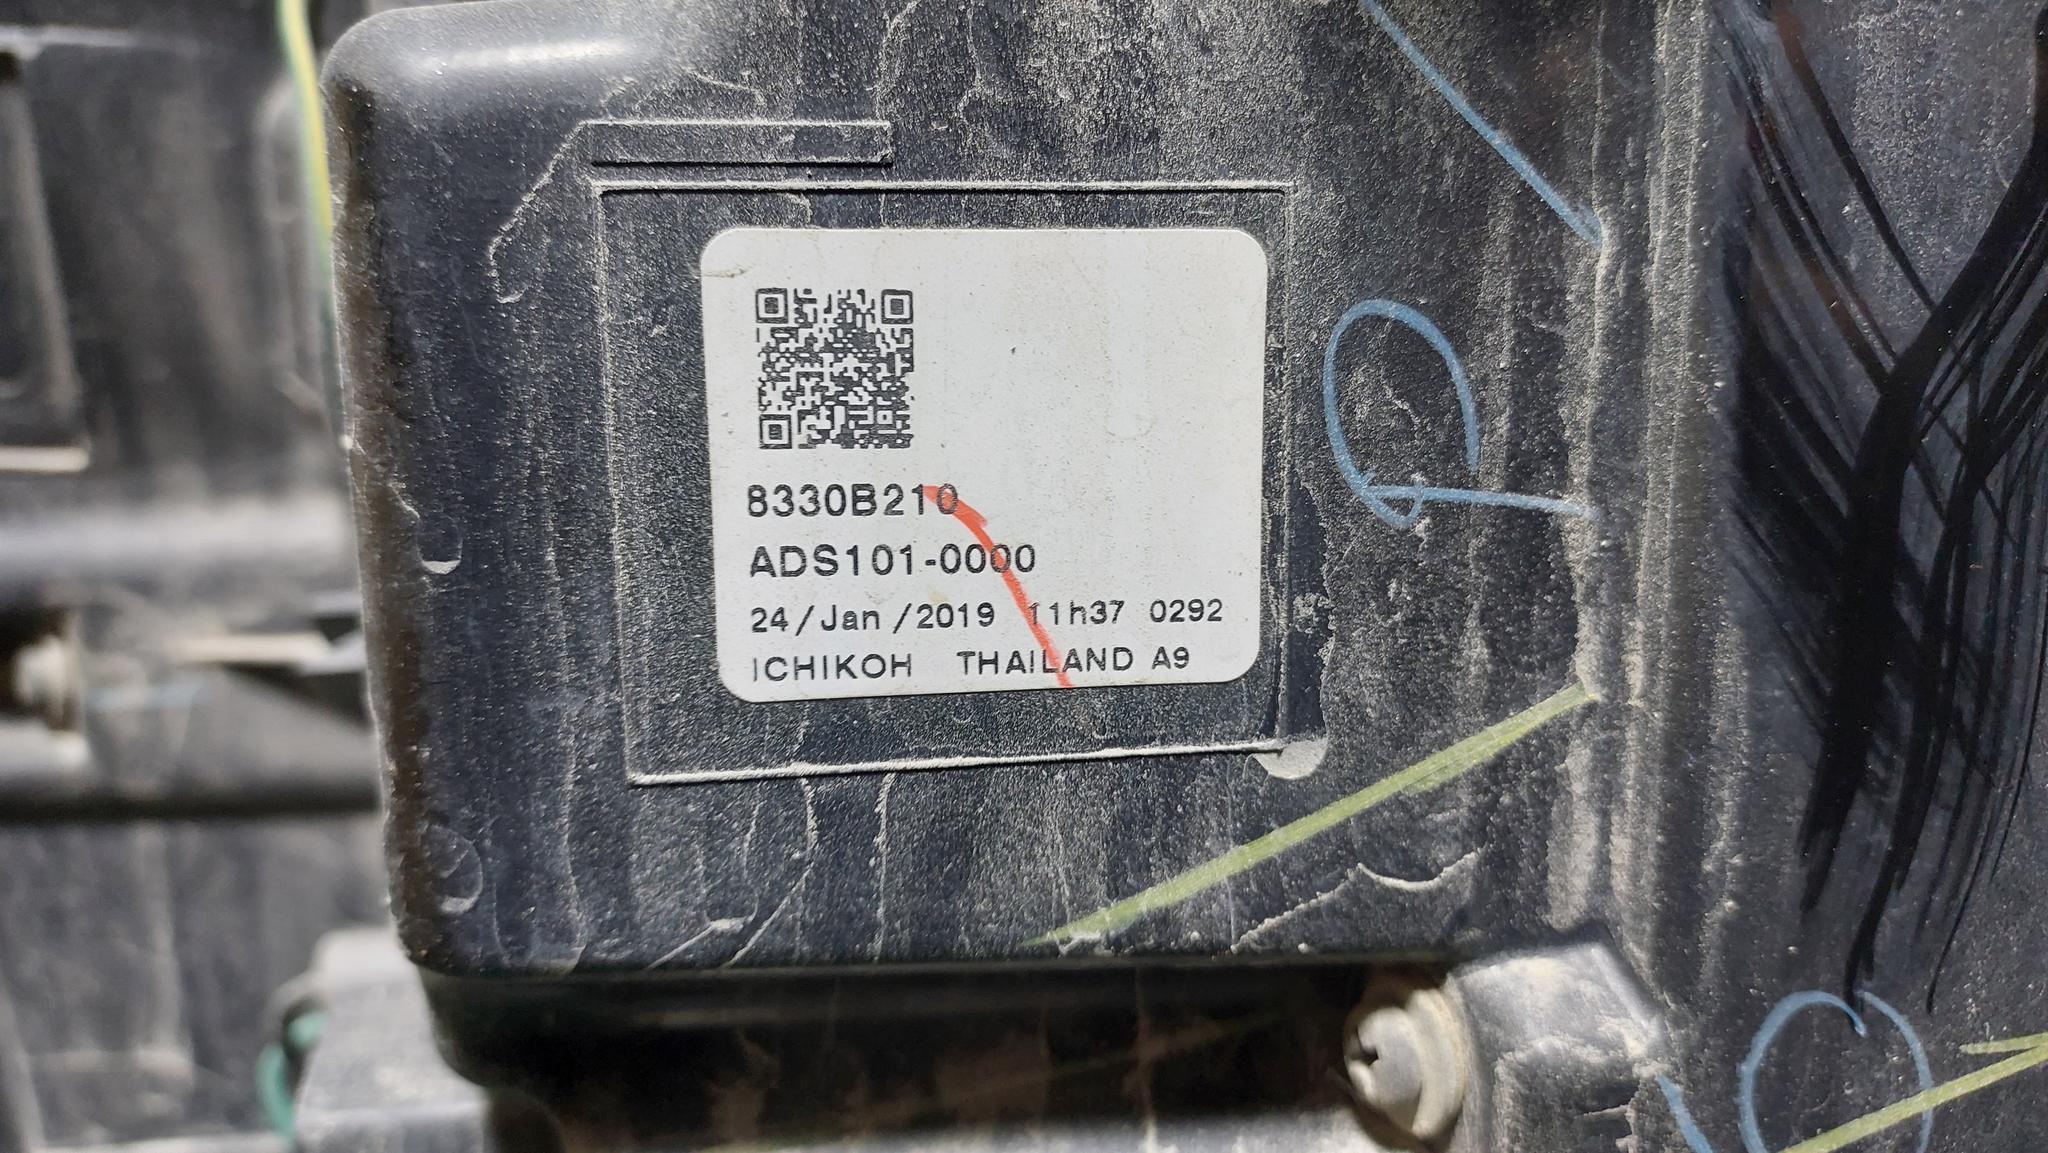 8330B210
ADS101-0000
24/Jan/2019 11h37 0292
ICHIKOH THAILAND A9